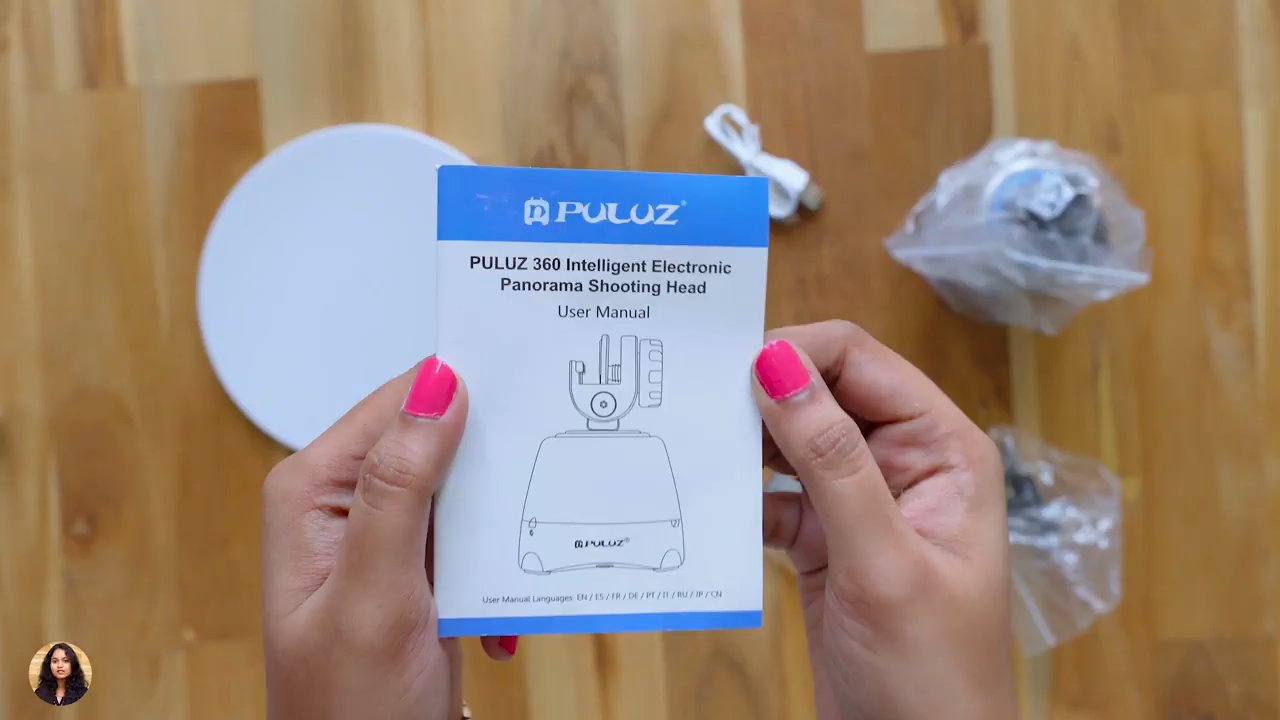 PULUZ®
PULUZ 360 Intelligent Electronic
Panorama Shooting Head
User Manual
PULUZ®
User Manual Languages EN / ES / FR / DE / PT / IT / RU / JP / CN